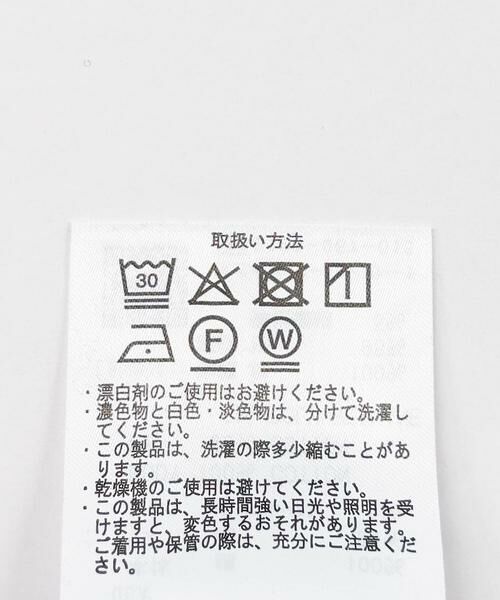 取扱い方法
30
F W
・漂白剤のご使用はお避けください。
・濃色物と白色・淡色物は、分けて洗濯し
てください。
・この製品は、洗濯の際多少縮むことがあ
ります。
・乾燥機のご使用は避けてください。
・この製品は、長時間強い日光や照明を受
けますと、変色するおそれがあります。
ご着用や保管の際は、充分にご注意くだ
さい。